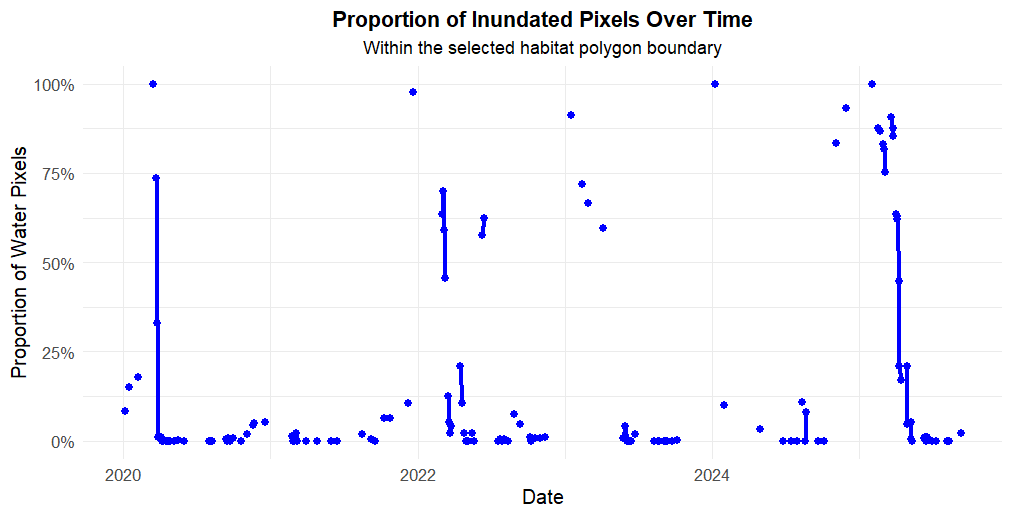 Proportion of Inundated Pixels Over Time
Within the selected habitat polygon boundary
Proportion of Water Pixels
100%
75%
50%
25%
0%
2020
2022
2024
Date